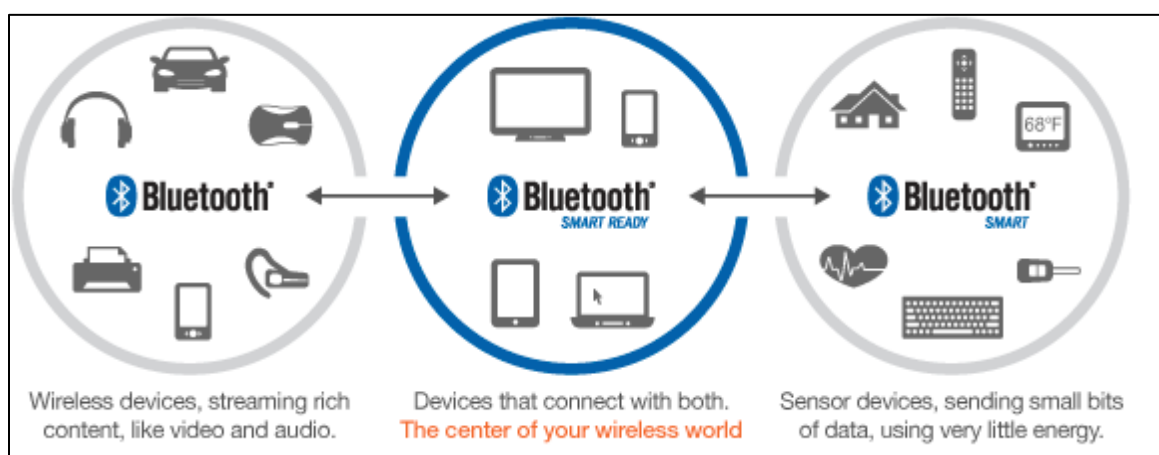 68°F
Bluetooth
Bluetooth
SMART READY
Bluetooth
SMART
Wireless devices, streaming rich
content, like video and audio.
Devices that connect with both.
The center of your wireless world
Sensor devices, sending small bits
of data, using very little energy.